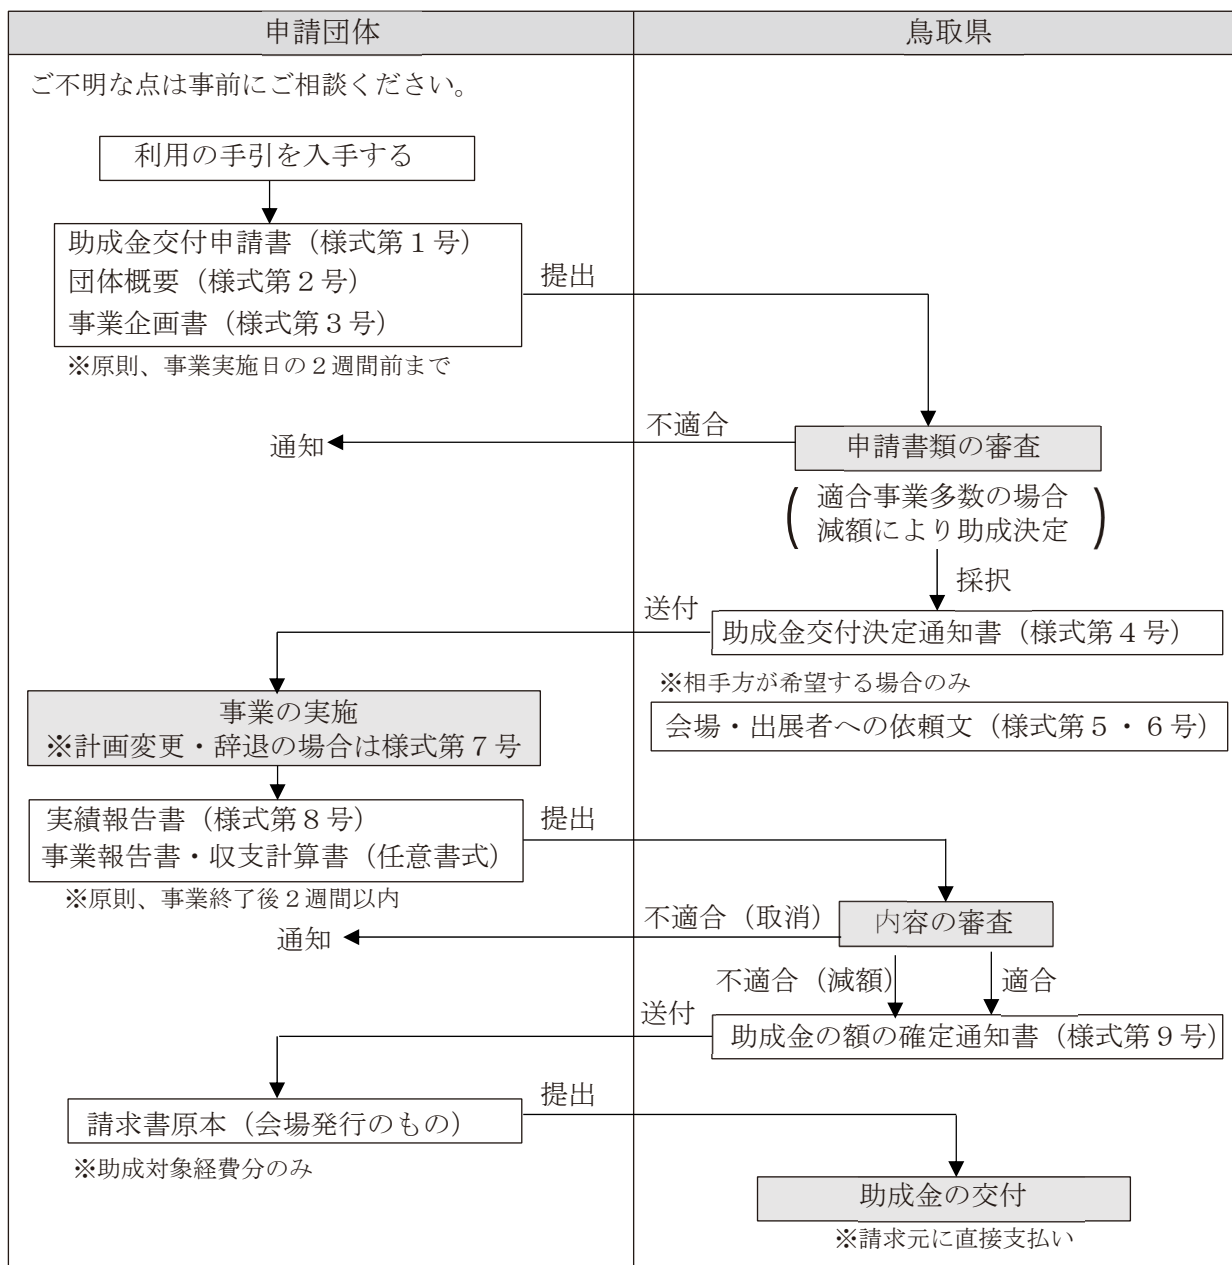 申請団体
鳥取県
ご不明な点は事前にご相談ください。
利用の手引を入手する
助成金交付申請書（様式第１号）
団体概要（様式第２号）
事業企画書（様式第３号）
提出
※原則、事業実施日の２週間前まで
不適合
通知
申請書類の審査
適合事業多数の場合
減額により助成決定
採択
送付
助成金交付決定通知書（様式第４号）
※相手方が希望する場合のみ
会場・出展者への依頼文（様式第５・６号）
事業の実施
※計画変更・辞退の場合は様式第７号
実績報告書（様式第８号）
事業報告書・収支計算書（任意書式）
提出
※原則、事業終了後２週間以内
不適合（取消）
通知
内容の審査
不適合（減額）
適合
送付
助成金の額の確定通知書（様式第９号）
請求書原本（会場発行のもの）
提出
※助成対象経費分のみ
助成金の交付
※請求元に直接支払い